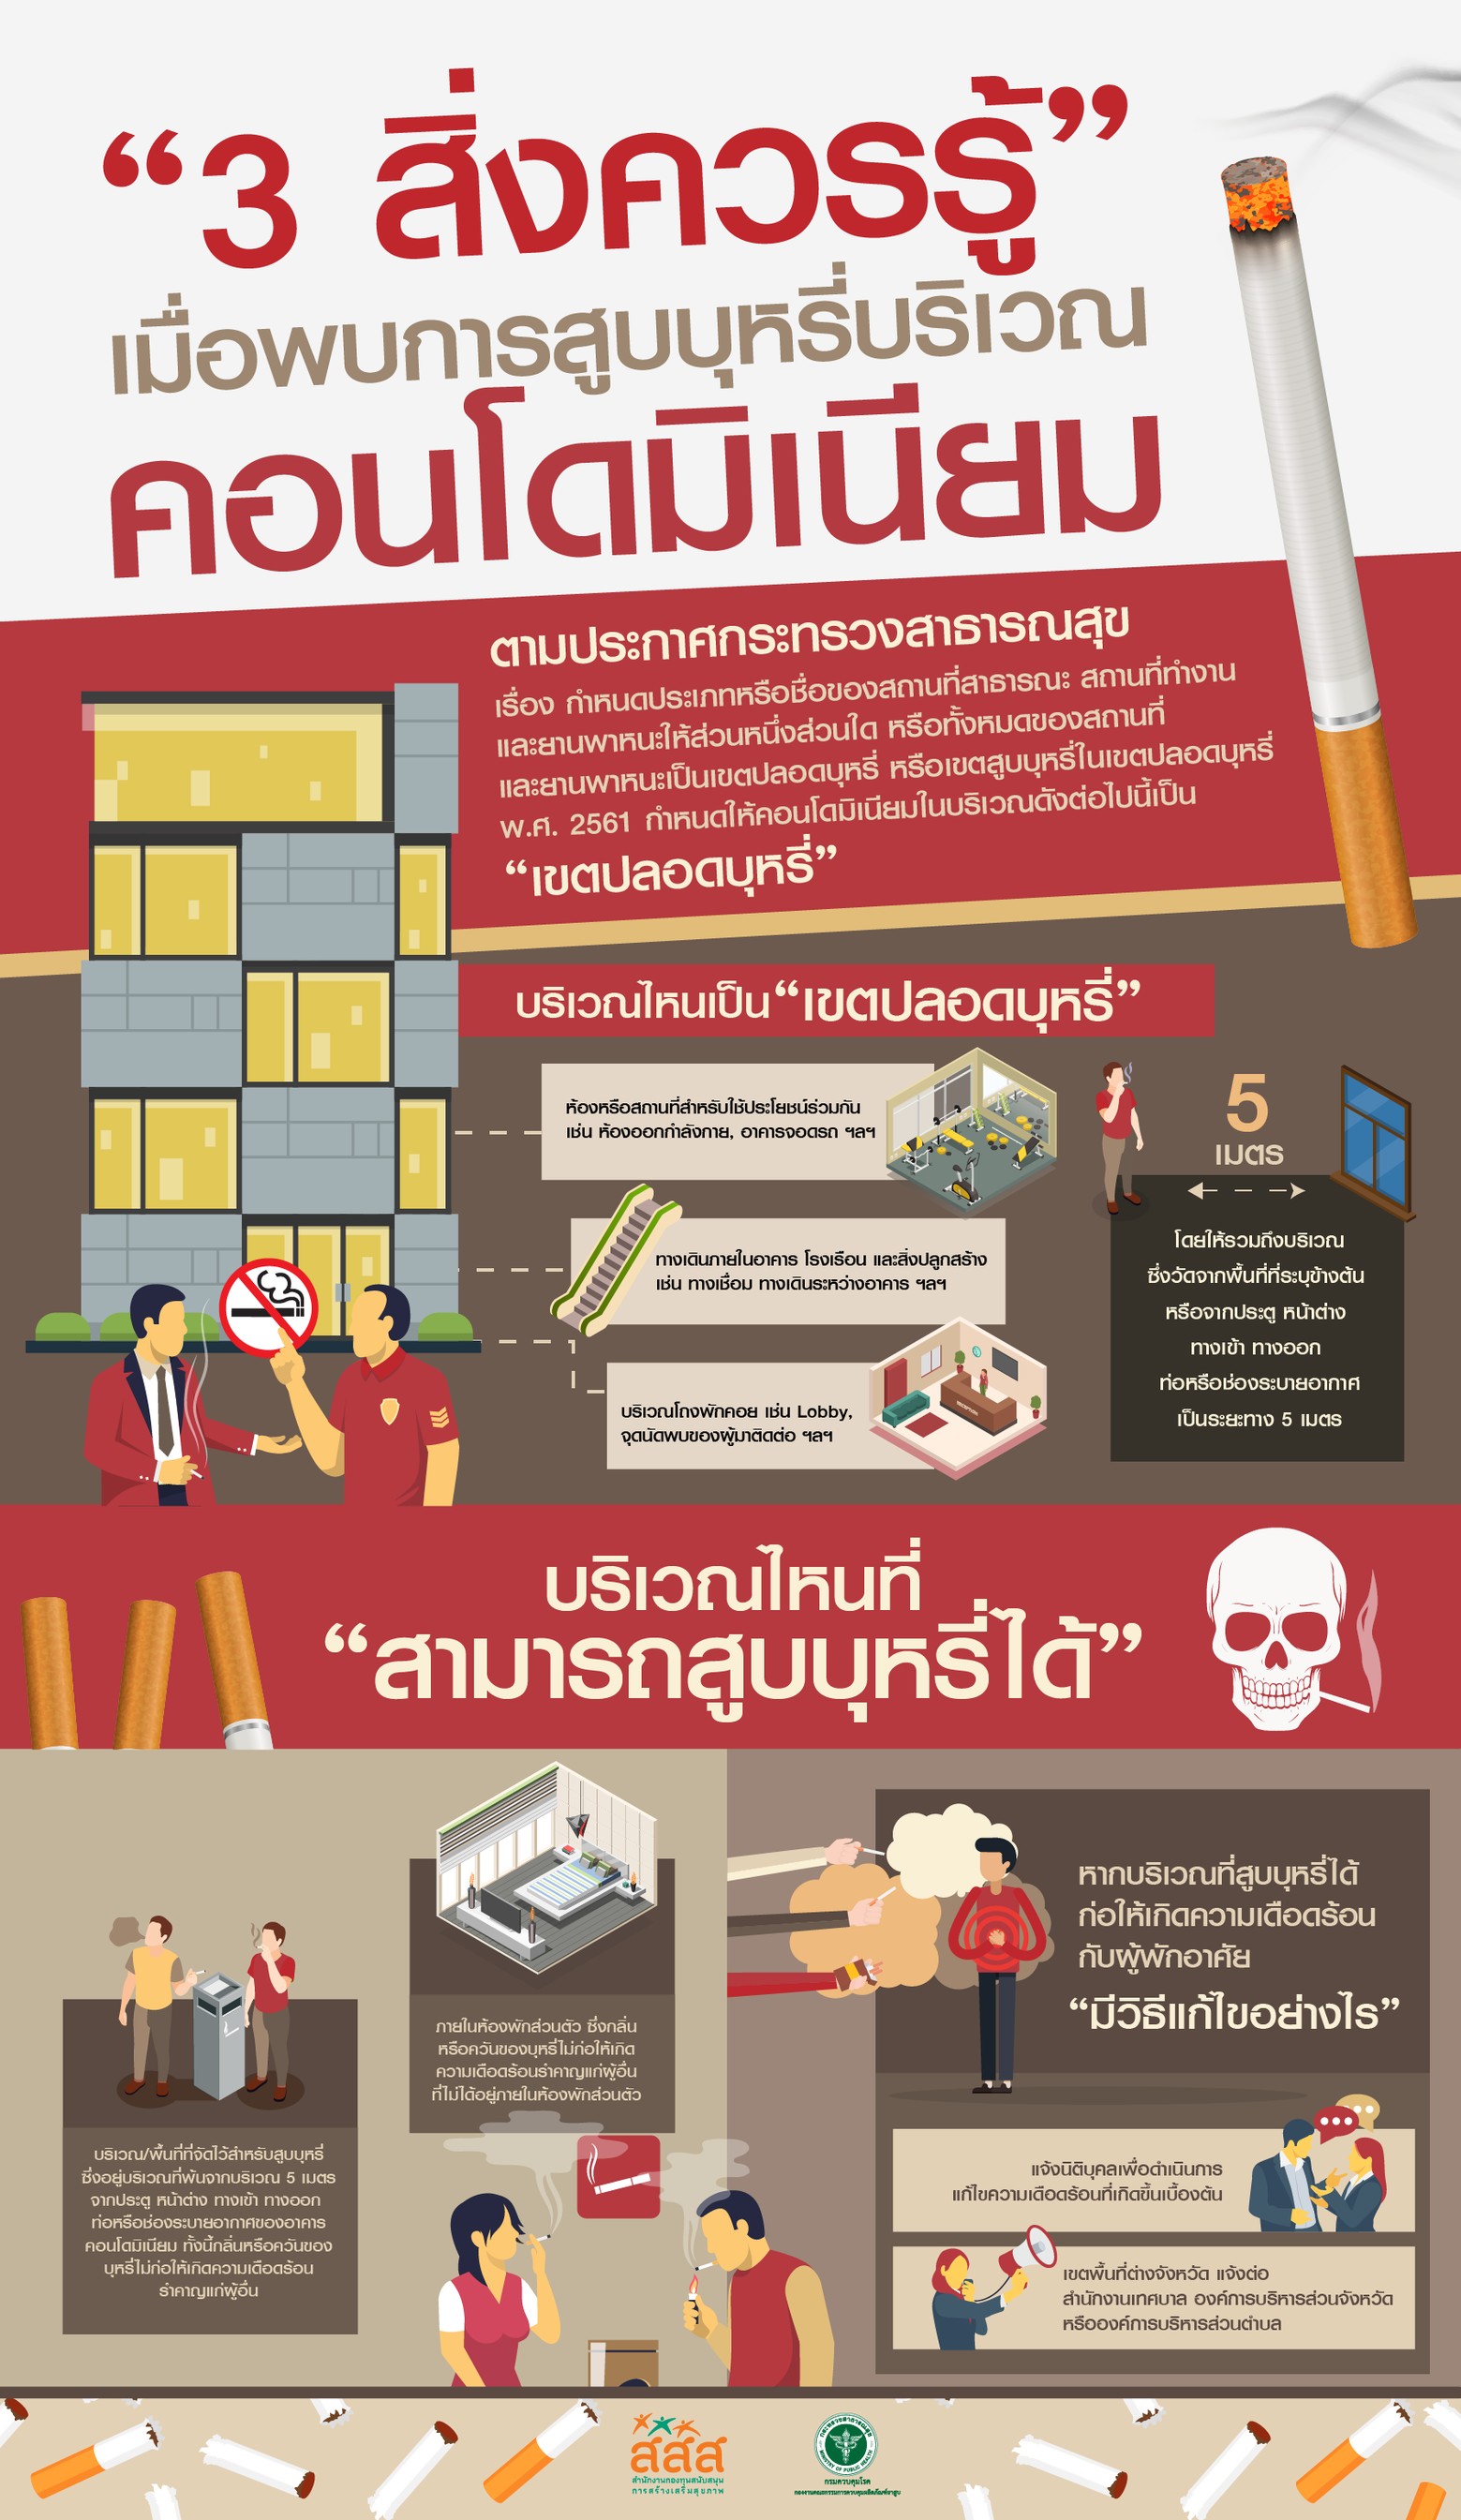 “3 สิ่งควรรู้”
เมื่อพบการสูบบุหรี่บริเวณ
คอนโดมิเนียม
ตามประกาศกระทรวงสาธารณสุข
เรื่อง กำหนดประเภทหรือชื่อของสถานที่สาธารณะ สถานที่ทำงาน
และยานพาหนะให้ส่วนหนึ่งส่วนใด หรือทั้งหมดของสถานที่
และยานพาหนะเป็นเขตปลอดบุหรี่ หรือเขตสูบบุหรี่ในเขตปลอดบุหรี่
พ.ศ. 2561 กำหนดให้คอนโดมิเนียมในบริเวณดังต่อไปนี้เป็น
“เขตปลอดบุหรี่”
บริเวณไหนเป็น “เขตปลอดบุหรี่”
ห้องหรือสถานที่สำหรับใช้ประโยชน์ร่วมกัน
เช่น ห้องออกกำลังกาย, อาคารจอดรถ ฯลฯ
ทางเดินภายในอาคาร โรงเรือน และสิ่งปลูกสร้าง
เช่น ทางเชื่อม ทางเดินระหว่างอาคาร ฯลฯ
บริเวณโถงพักคอย เช่น Lobby,
จุดนัดพบของผู้มาติดต่อ ฯลฯ
5
เมตร
โดยให้รวมถึงบริเวณ
ซึ่งวัดจากพื้นที่ที่ระบุข้างต้น
หรือจากประตู หน้าต่าง
ทางเข้า ทางออก
ท่อหรือช่องระบายอากาศ
เป็นระยะทาง 5 เมตร
บริเวณไหนที่
“สามารถสูบบุหรี่ได้”
ภายในห้องพักส่วนตัว ซึ่งกลิ่น
หรือควันของบุหรี่ไม่ก่อให้เกิด
ความเดือดร้อนรำคาญแก่ผู้อื่น
ที่ไม่ได้อยู่ภายในห้องพักส่วนตัว
บริเวณ/พื้นที่ที่จัดไว้สำหรับสูบบุหรี่
ซึ่งอยู่บริเวณที่พ้นจากบริเวณ 5 เมตร
จากประตู หน้าต่าง ทางเข้า ทางออก
ท่อหรือช่องระบายอากาศของอาคาร
คอนโดมิเนียม ทั้งนี้กลิ่นหรือควันของ
บุหรี่ไม่ก่อให้เกิดความเดือดร้อน
รำคาญแก่ผู้อื่น
หากบริเวณที่สูบบุหรี่ได้
ก่อให้เกิดความเดือดร้อน
กับผู้พักอาศัย
“มีวิธีแก้ไขอย่างไร”
แจ้งนิติบุคลเพื่อดำเนินการ
แก้ไขความเดือดร้อนที่เกิดขึ้นเบื้องต้น
เขตพื้นที่ต่างจังหวัด แจ้งต่อ
สำนักงานเทศบาล องค์การบริหารส่วนจังหวัด
หรือองค์การบริหารส่วนตำบล
สสส
สำนักงานกองทุนสนับสนุน
การสร้างเสริมสุขภาพ
กระทรวงสาธารณสุข
MINISTRY OF PUBLIC HEALTH
กรมควบคุมโรค
กองงานคณะกรรมการควบคุมผลิตภัณฑ์ยาสูบ